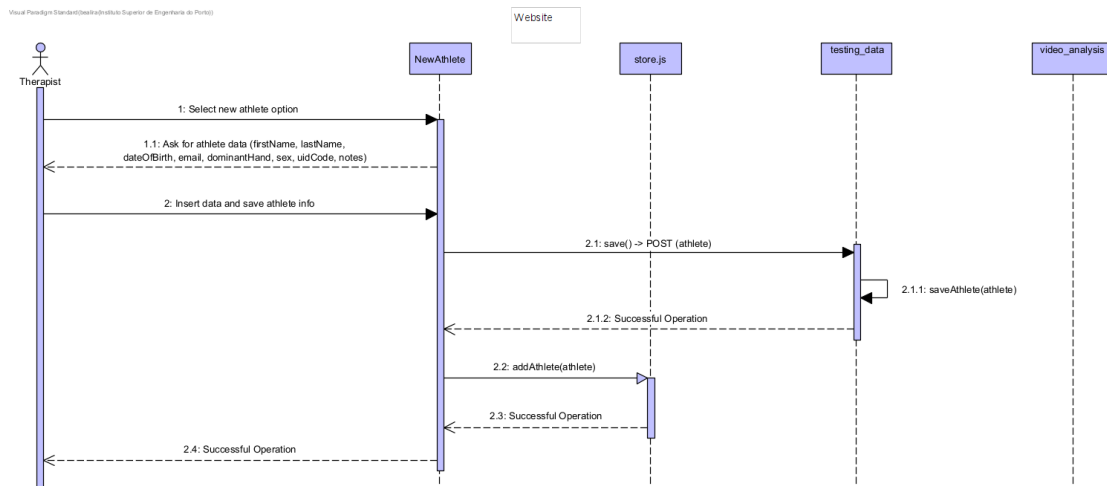 Visual Paradigm Standard(bealira(Instituto Superior de Engenharia do Porto))
Website
Therapist
NewAthlete
store.js
testing_data
video_analysis
1: Select new athlete option
1.1: Ask for athlete data (firstName, lastName,
dateOfBirth, email, dominantHand, sex, uidCode, notes)
2: Insert data and save athlete info
2.1: save() -> POST (athlete)
2.1.1: saveAthlete(athlete)
2.1.2: Successful Operation
2.2: addAthlete(athlete)
2.3: Successful Operation
2.4: Successful Operation